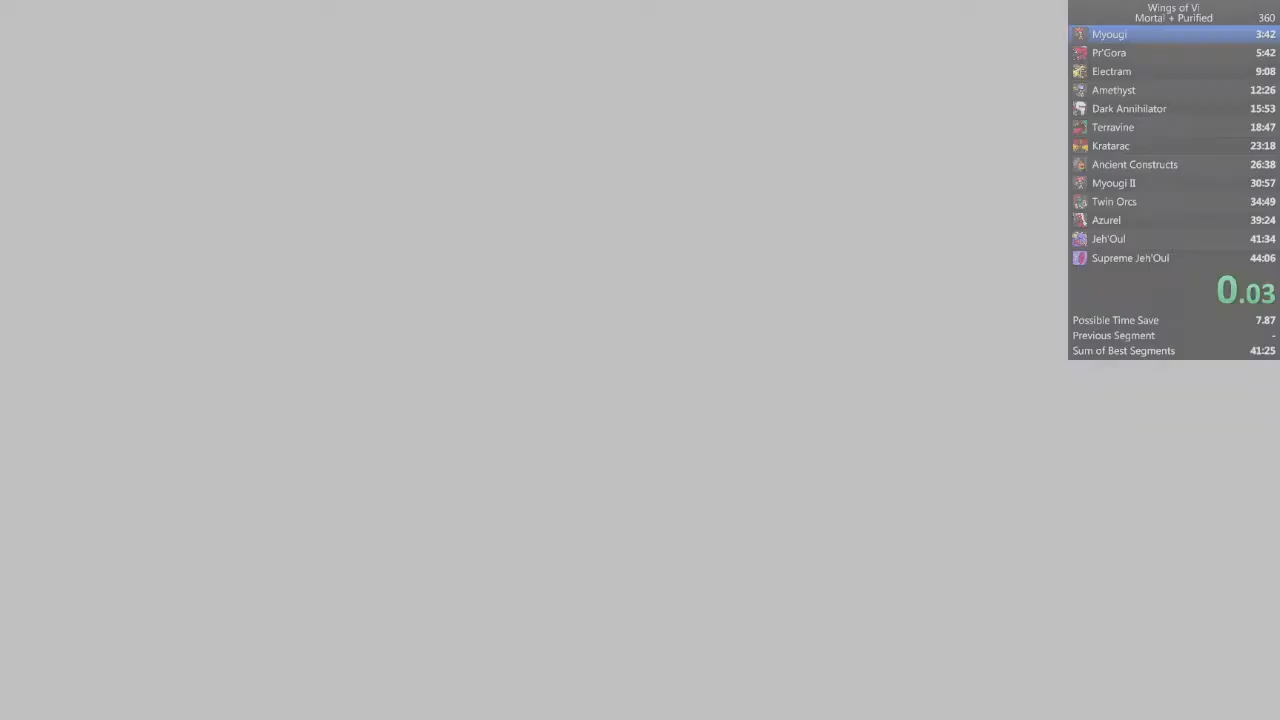 Wings of Vi
Mortal + Purified 360
Myougi 3:42
Pr'Gora 5:42
Electram 9:08
Amethyst 12:26
Dark Annihilator 15:53
Terravine 18:47
Kratarac 23:18
Ancient Constructs 26:38
Myougi II 30:57
Twin Orcs 34:49
Azurel 39:24
Jeh'Oul 41:34
Supreme Jeh'Oul 44:06
0.03
Possible Time Save 7.87
Previous Segment -
Sum of Best Segments 41:25